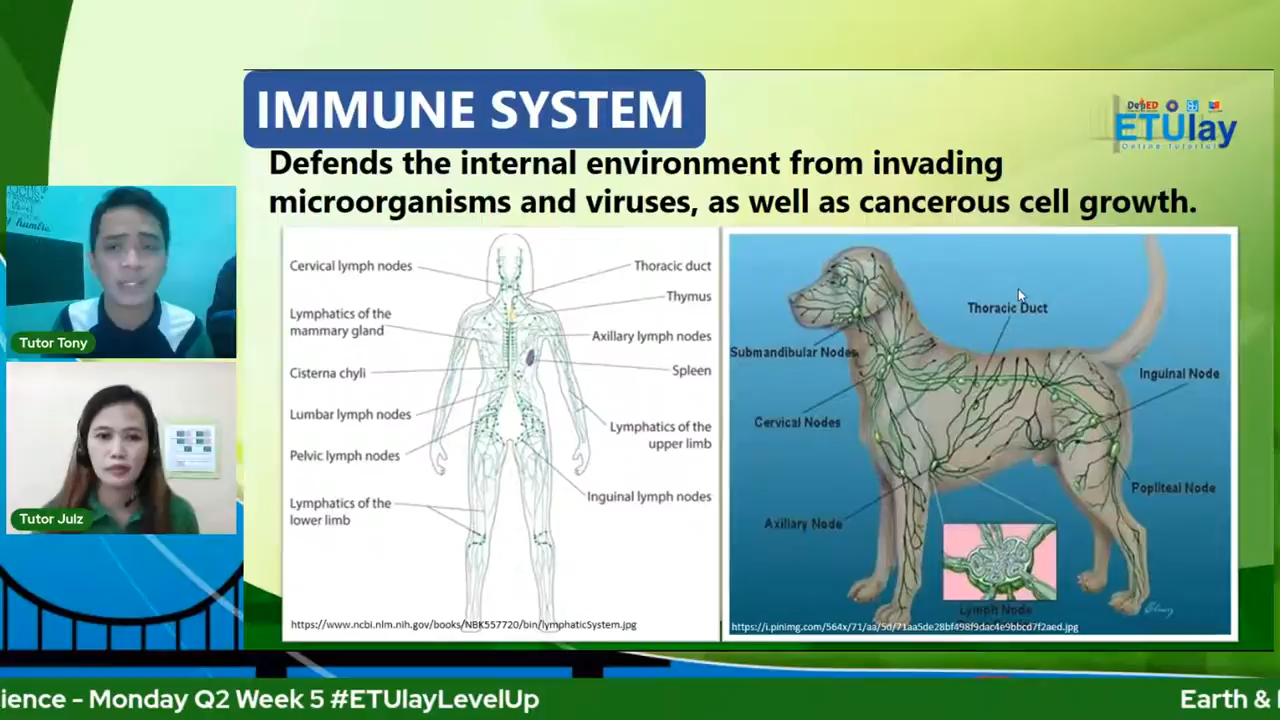 IMMUNE SYSTEM
DepED
ETUlay
Online Tutorial
Defends the internal environment from invading
microorganisms and viruses, as well as cancerous cell growth.
Tutor Tony
Tutor Julz
Cervical lymph nodes
Lymphatics of the
mammary gland
Cisterna chyli
Lumbar lymph nodes
Pelvic lymph nodes
Lymphatics of the
lower limb
Thoracic duct
Thymus
Axillary lymph nodes
Spleen
Lymphatics of the
upper limb
Inguinal lymph nodes
https://www.ncbi.nlm.nih.gov/books/NBK557720/bin/lymphaticSystem.jpg
Thoracic Duct
Submandibular Nodes
Inguinal Node
Cervical Nodes
Popliteal Node
Axillary Node
Lymph Node
https://i.pinimg.com/564x/71/aa/5d/71aa5de28bf498f9dac4e9bbcd7f2aed.jpg
ience - Monday Q2 Week 5 #ETUlayLevelUp
Earth &